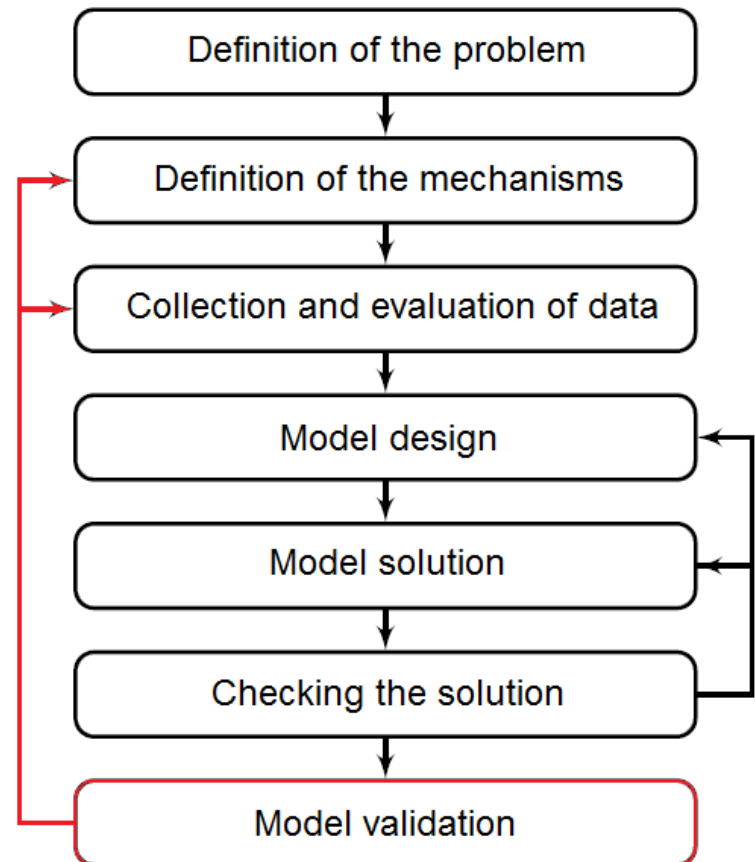 Definition of the problem
Definition of the mechanisms
Collection and evaluation of data
Model design
Model solution
Checking the solution
Model validation